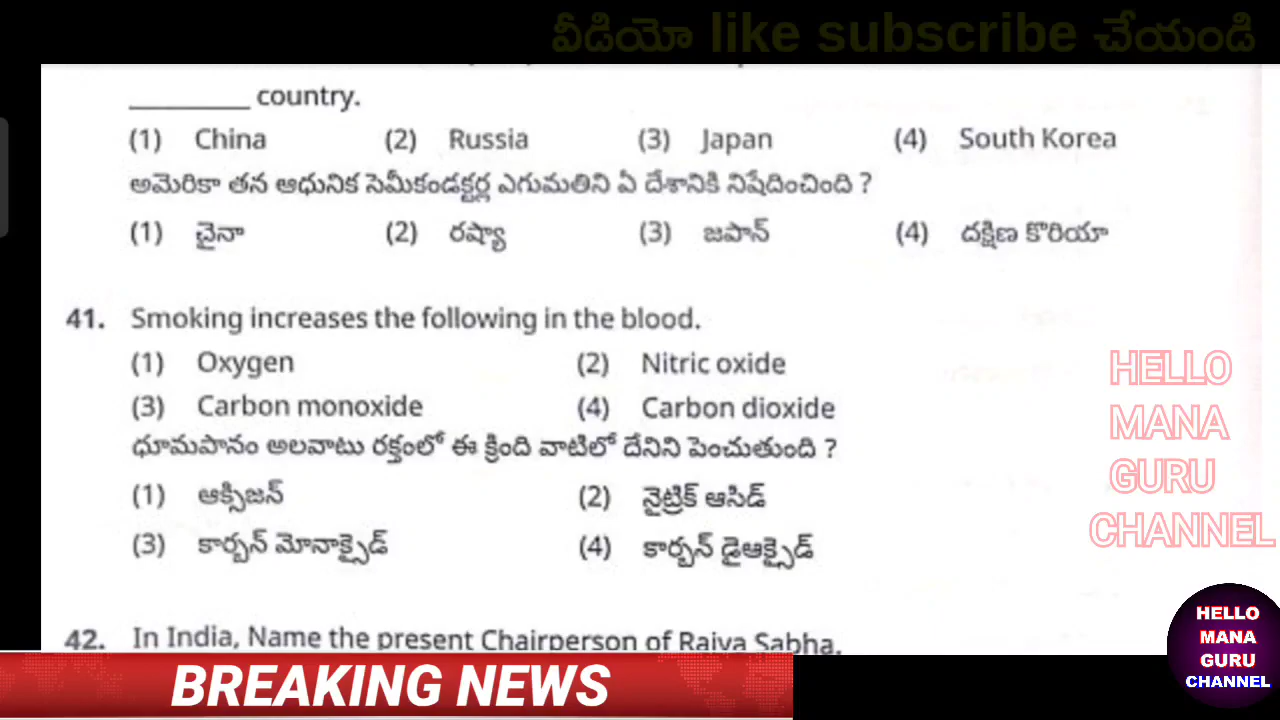 వీడియో like subscribe చేయండి
_________ country.
(1) China (2) Russia (3) Japan (4) South Korea
అమెరికా తన ఆధునిక సెమీకండక్టర్ల ఎగుమతిని ఏ దేశానికి నిషేదించింది ?
(1) చైనా (2) రష్యా (3) జపాన్ (4) దక్షిణ కొరియా
41. Smoking increases the following in the blood.
(1) Oxygen (2) Nitric oxide
(3) Carbon monoxide (4) Carbon dioxide
ధూమపానం అలవాటు రక్తంలో ఈ క్రింది వాటిలో దేనిని పెంచుతుంది ?
(1) ఆక్సిజన్ (2) నైట్రిక్ ఆసిడ్
(3) కార్బన్ మోనాక్సైడ్ (4) కార్బన్ డైఆక్సైడ్
42. In India, Name the present Chairperson of Rajya Sabha.
HELLO
MANA
GURU
CHANNEL
BREAKING NEWS
HELLO
MANA
GURU
CHANNEL